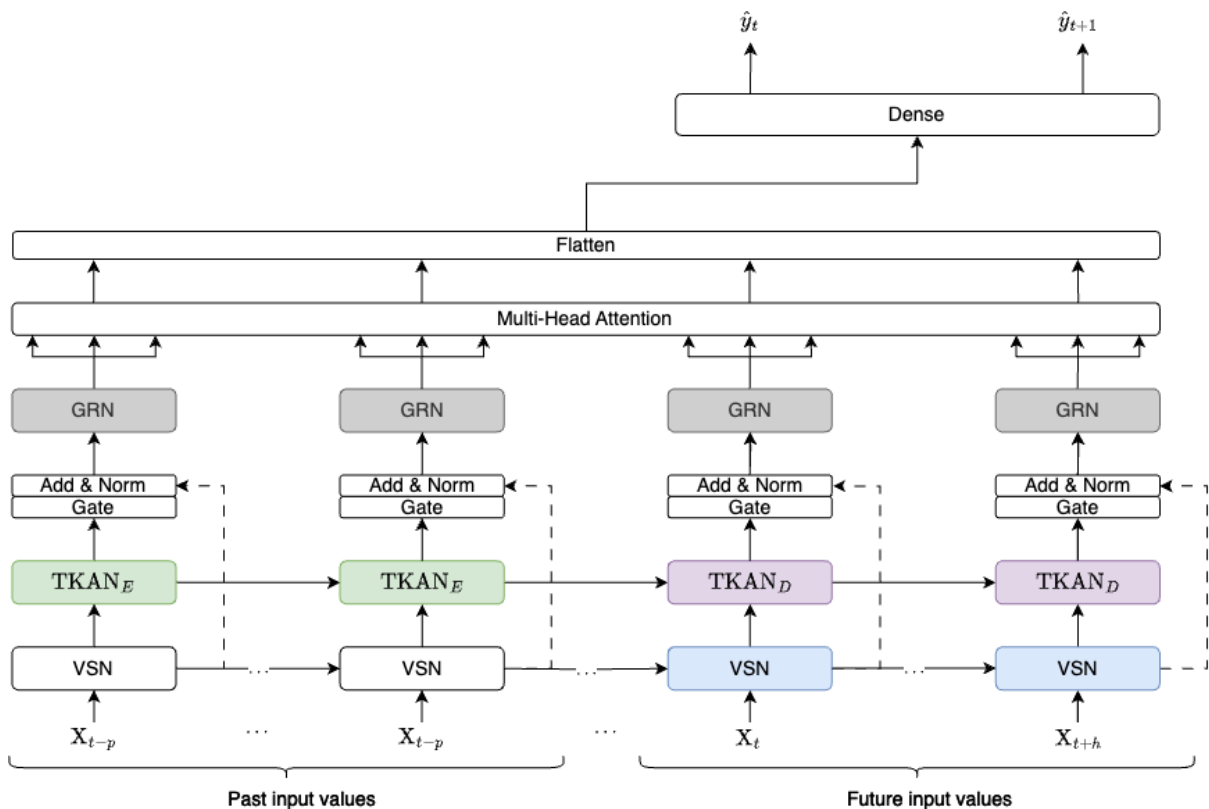 ŷ_t ŷ_{t+1}
Dense
Flatten
Multi-Head Attention
GRN GRN GRN GRN
Add & Norm Add & Norm Add & Norm Add & Norm
Gate Gate Gate Gate
TKAN_E TKAN_E TKAN_D TKAN_D
VSN ... VSN ... VSN ... VSN
X_{t-p} ... X_{t-p} ... X_t X_{t+h}
Past input values Future input values